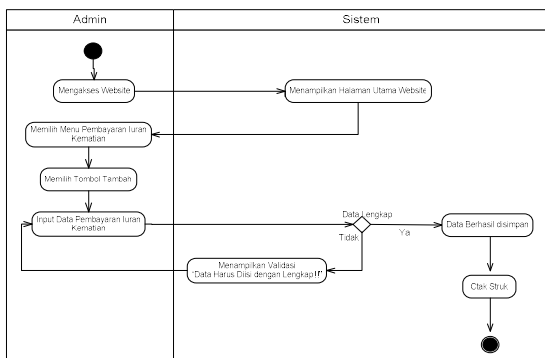 Admin
Sistem
Mengakses Website
Menampilkan Halaman Utama Website
Memilih Menu Pembayaran Iuran
Kematian
Memilih Tombol Tambah
Input Data Pembayaran Iuran
Kematian
Data Lengkap
Tidak
Ya
Data Berhasil disimpan
Menampilkan Validasi
"Data Harus Diisi dengan Lengkap!!!"
Ctak Struk